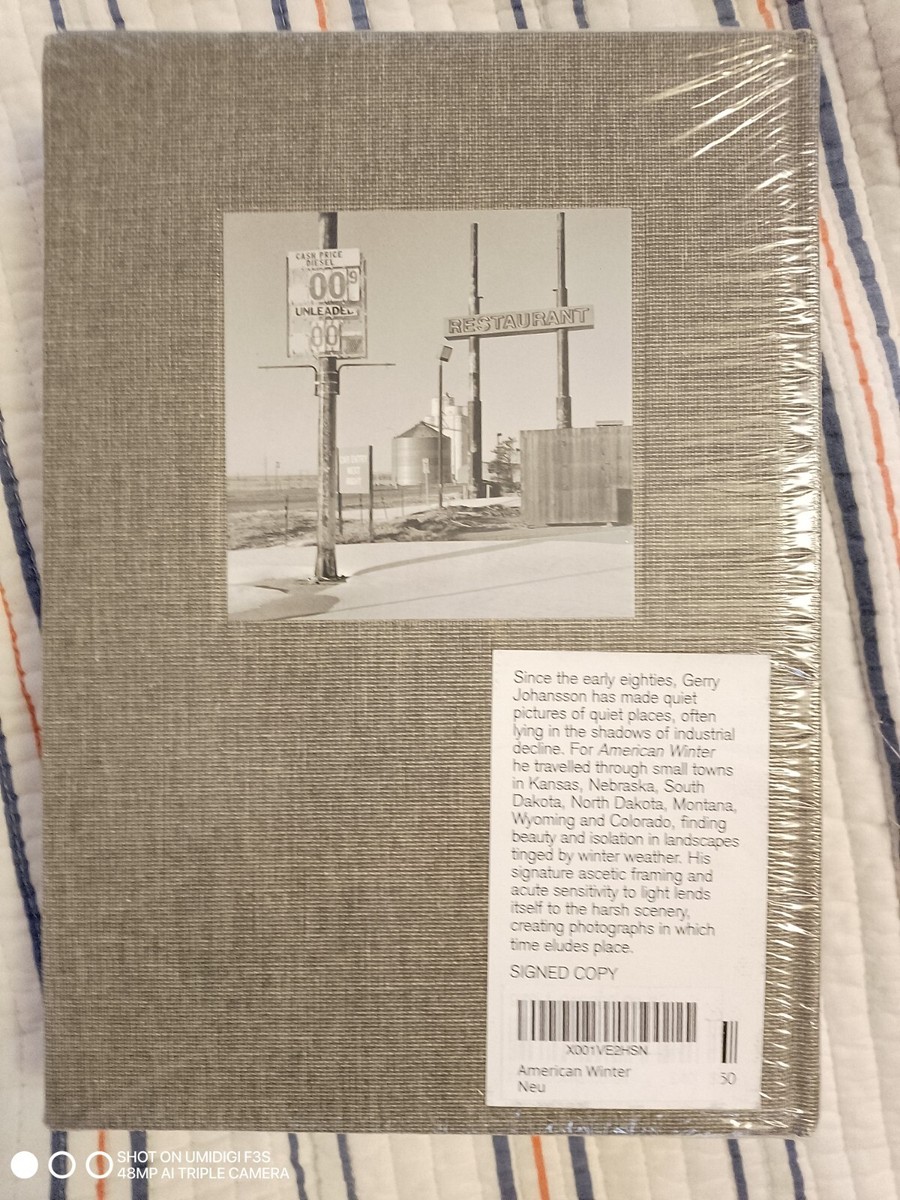 CASH PRICE
DIESEL
00 9
UNLEADED
RESTAURANT
Since the early eighties, Gerry
Johansson has made quiet
pictures of quiet places, often
lying in the shadows of industrial
decline. For American Winter
he travelled through small towns
in Kansas, Nebraska, South
Dakota, North Dakota, Montana,
Wyoming and Colorado, finding
beauty and isolation in landscapes
tinged by winter weather. His
signature ascetic framing and
acute sensitivity to light lends
itself to the harsh scenery,
creating photographs in which
time eludes place.
SIGNED COPY
X001VE2HSN
American Winter
Neu
50
SHOT ON UMIDIGI F3S
48MP AI TRIPLE CAMERA